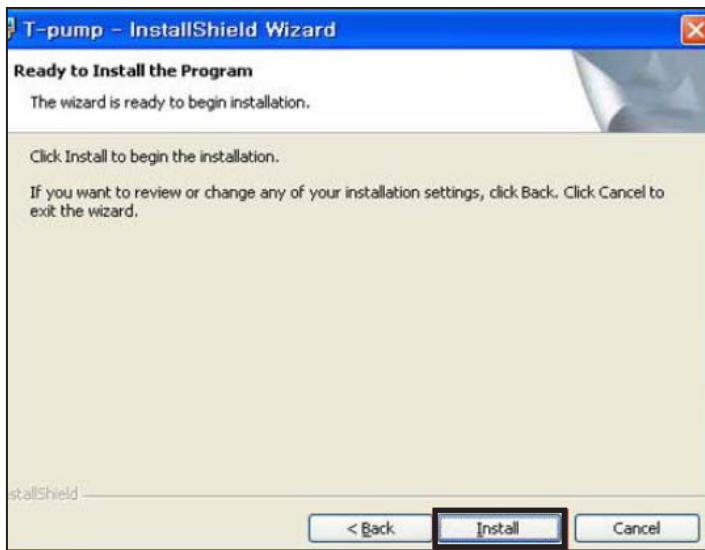 T-pump - InstallShield Wizard
Ready to Install the Program
The wizard is ready to begin installation.
Click Install to begin the installation.
If you want to review or change any of your installation settings, click Back. Click Cancel to
exit the wizard.
stallShield
< Back Install Cancel